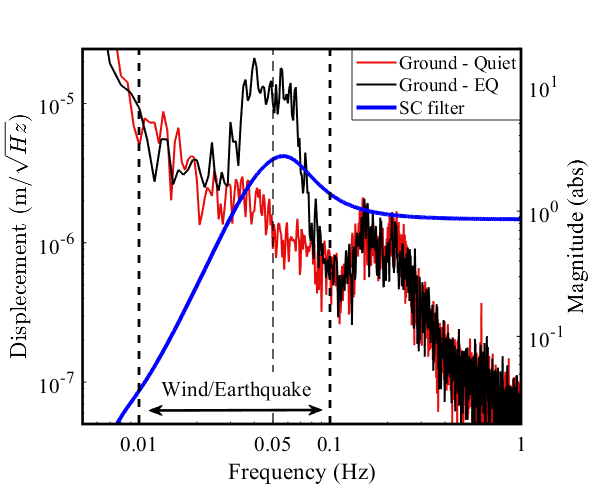 Ground - Quiet
Ground - EQ
SC filter
10^1
10^0
10^-1
Magnitude (abs)
10^-5
10^-6
10^-7
Displecement (m/√Hz)
Wind/Earthquake
0.01 0.05 0.1 1
Frequency (Hz)